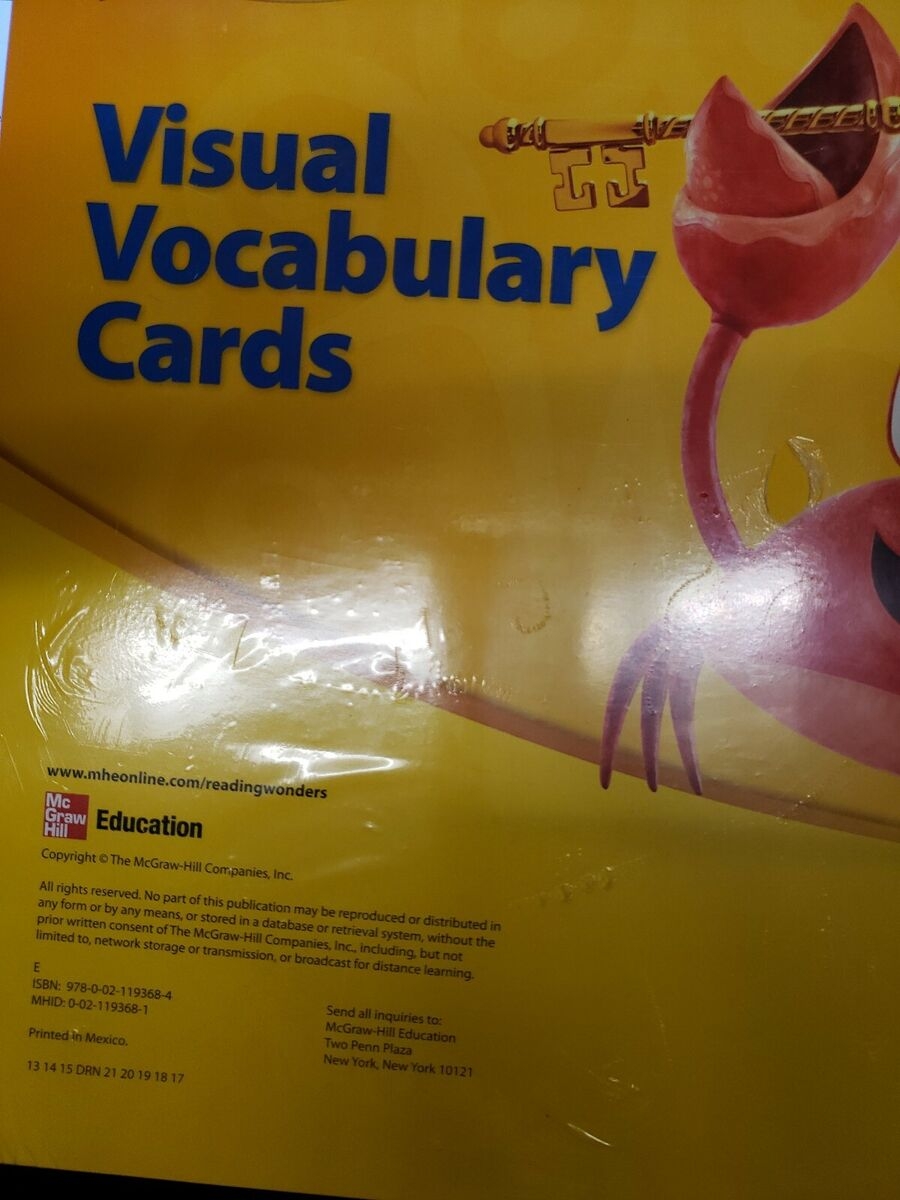 Visual
Vocabulary
Cards
www.mheonline.com/readingwonders
Mc
Graw
Hill
Education
Copyright © The McGraw-Hill Companies, Inc.
All rights reserved. No part of this publication may be reproduced or distributed in
any form or by any means, or stored in a database or retrieval system, without the
prior written consent of The McGraw-Hill Companies, Inc., including, but not
limited to, network storage or transmission, or broadcast for distance learning.
E
ISBN: 978-0-02-119368-4
MHID: 0-02-119368-1
Printed in Mexico.
13 14 15 DRN 21 20 19 18 17
Send all inquiries to:
McGraw-Hill Education
Two Penn Plaza
New York, New York 10121